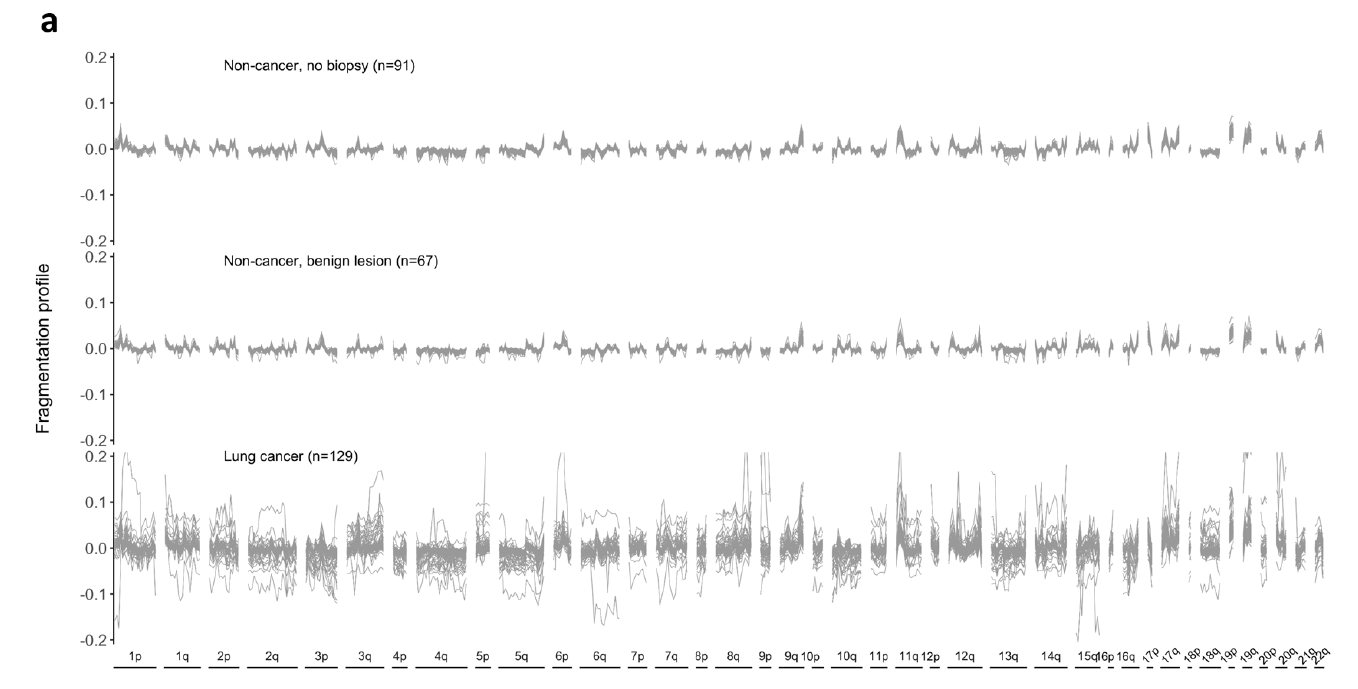 a
Fragmentation profile
Non-cancer, no biopsy (n=91)
0.2
0.1
0.0
-0.1
-0.2
Non-cancer, benign lesion (n=67)
0.2
0.1
0.0
-0.1
-0.2
Lung cancer (n=129)
0.2
0.1
0.0
-0.1
-0.2
1p 1q 2p 2q 3p 3q 4p 4q 5p 5q 6p 6q 7p 7q 8p 8q 9p 9q 10p 10q 11p 11q 12p 12q 13q 14q 15q 16p 16q 17p 17q 18p 18q 19p 19q 20p 20q 21q 22q